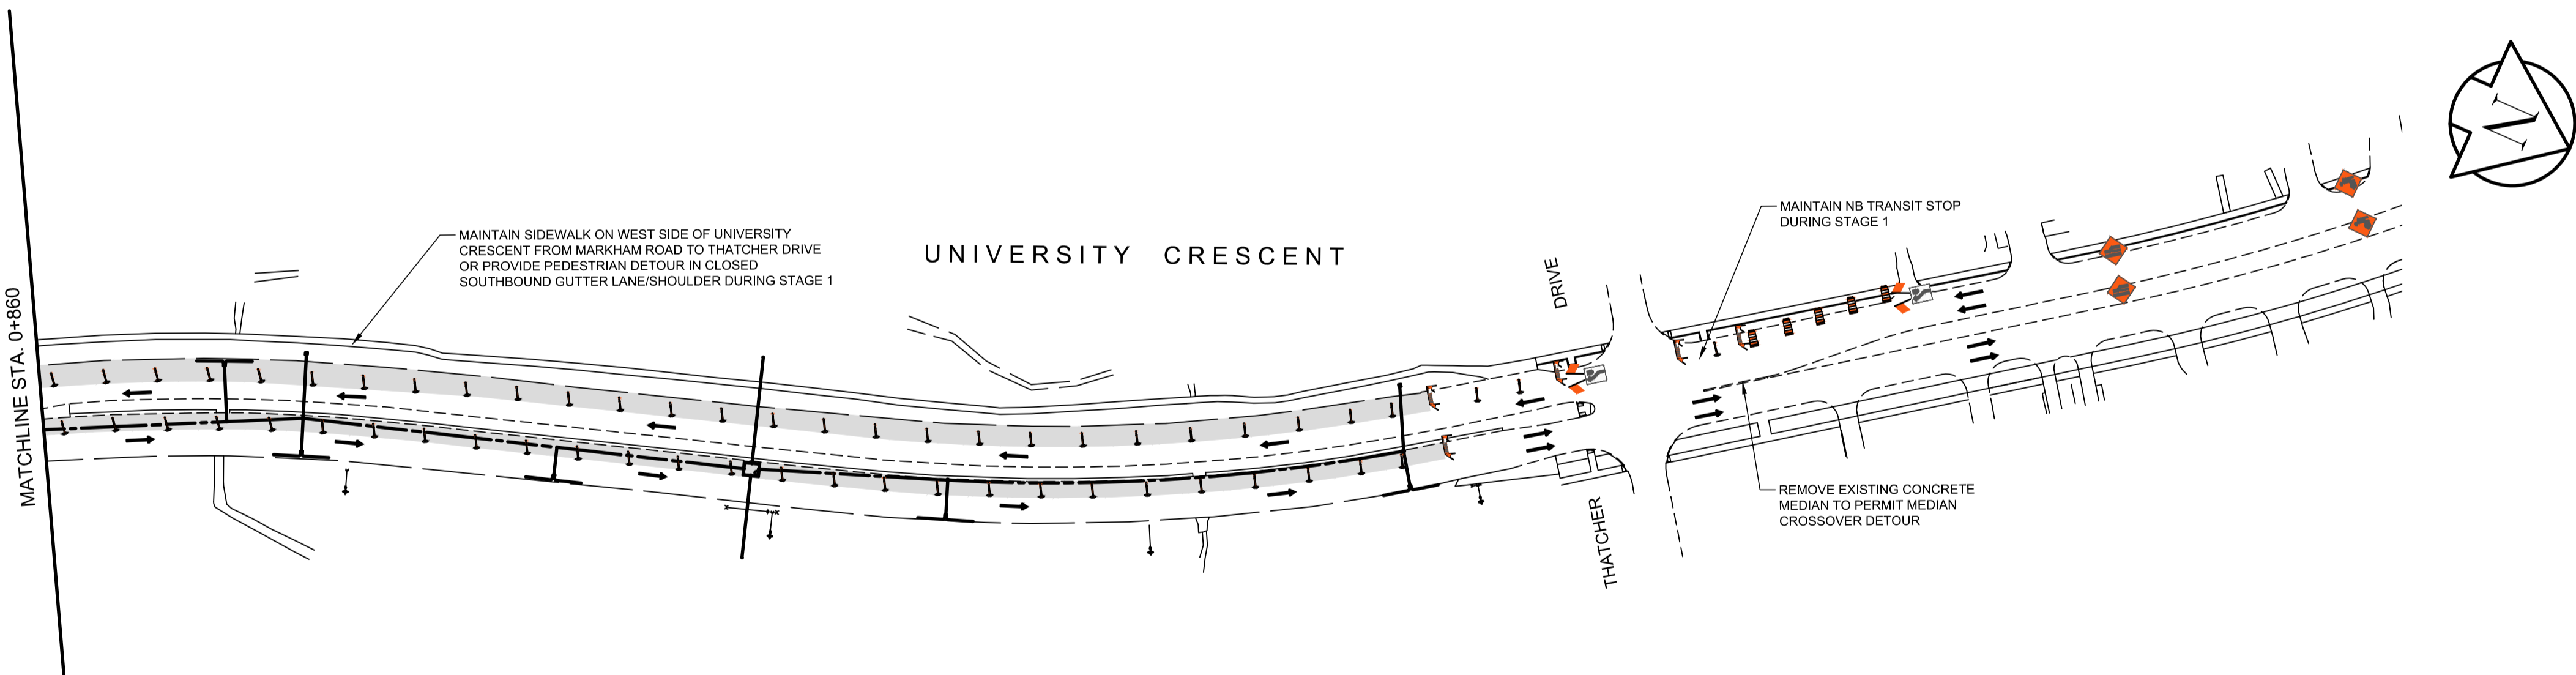 MATCHLINE STA. 0+860
MAINTAIN SIDEWALK ON WEST SIDE OF UNIVERSITY
CRESCENT FROM MARKHAM ROAD TO THATCHER DRIVE
OR PROVIDE PEDESTRIAN DETOUR IN CLOSED
SOUTHBOUND GUTTER LANE/SHOULDER DURING STAGE 1
UNIVERSITY CRESCENT
DRIVE
THATCHER
MAINTAIN NB TRANSIT STOP
DURING STAGE 1
REMOVE EXISTING CONCRETE
MEDIAN TO PERMIT MEDIAN
CROSSOVER DETOUR
N